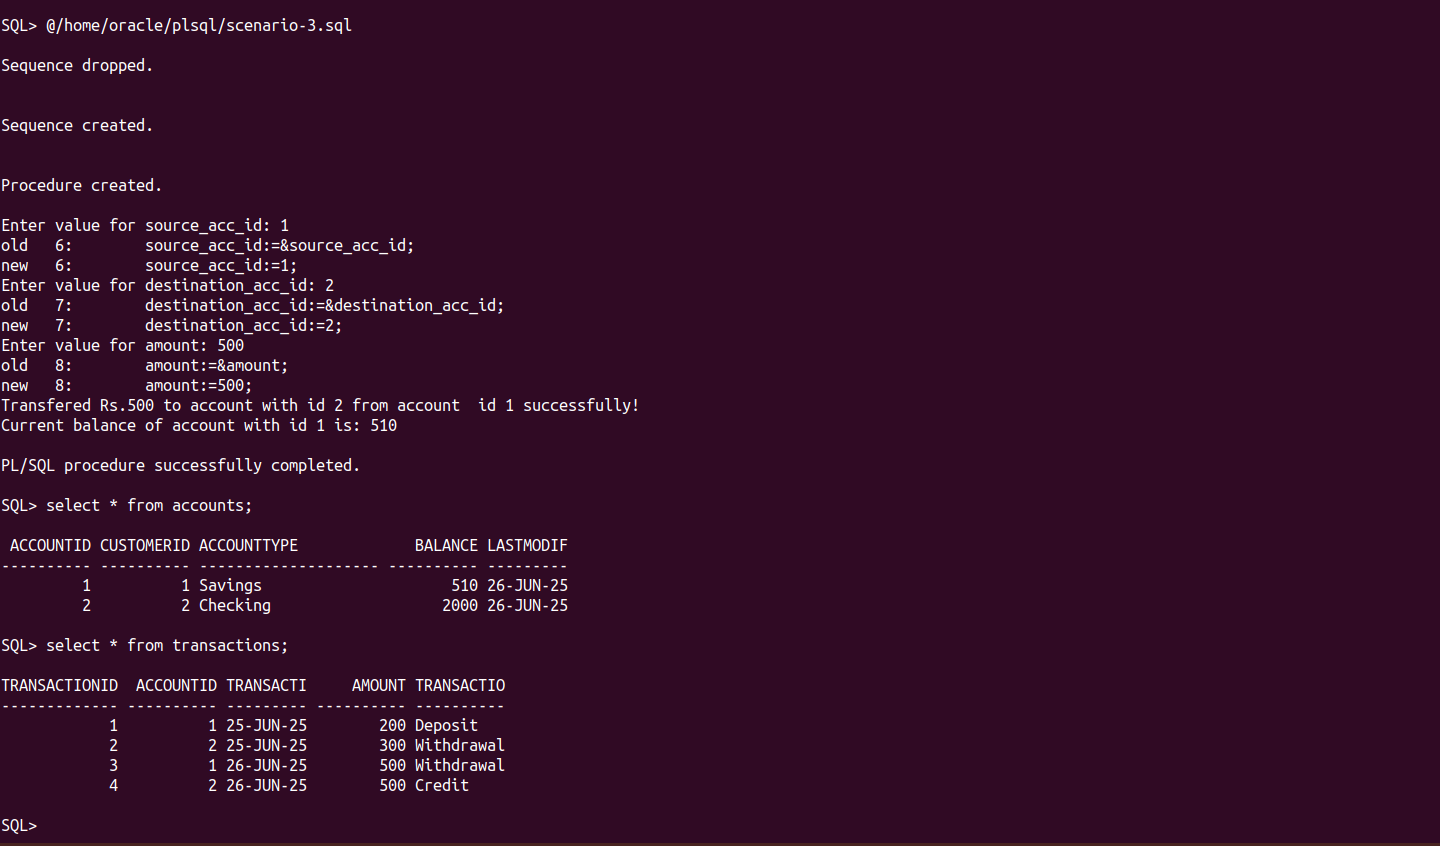 SQL> @/home/oracle/plsql/scenario-3.sql
Sequence dropped.
Sequence created.
Procedure created.
Enter value for source_acc_id: 1
old   6:        source_acc_id:=&source_acc_id;
new   6:        source_acc_id:=1;
Enter value for destination_acc_id: 2
old   7:        destination_acc_id:=&destination_acc_id;
new   7:        destination_acc_id:=2;
Enter value for amount: 500
old   8:        amount:=&amount;
new   8:        amount:=500;
Transfered Rs.500 to account with id 2 from account  id 1 successfully!
Current balance of account with id 1 is: 510
PL/SQL procedure successfully completed.
SQL> select * from accounts;
 ACCOUNTID CUSTOMERID ACCOUNTTYPE             BALANCE LASTMODIF
---------- ---------- -------------------- ---------- ---------
         1          1 Savings                     510 26-JUN-25
         2          2 Checking                   2000 26-JUN-25
SQL> select * from transactions;
TRANSACTIONID  ACCOUNTID TRANSACTI     AMOUNT TRANSACTIO
------------- ---------- --------- ---------- ----------
            1          1 25-JUN-25        200 Deposit
            2          2 25-JUN-25        300 Withdrawal
            3          1 26-JUN-25        500 Withdrawal
            4          2 26-JUN-25        500 Credit
SQL>